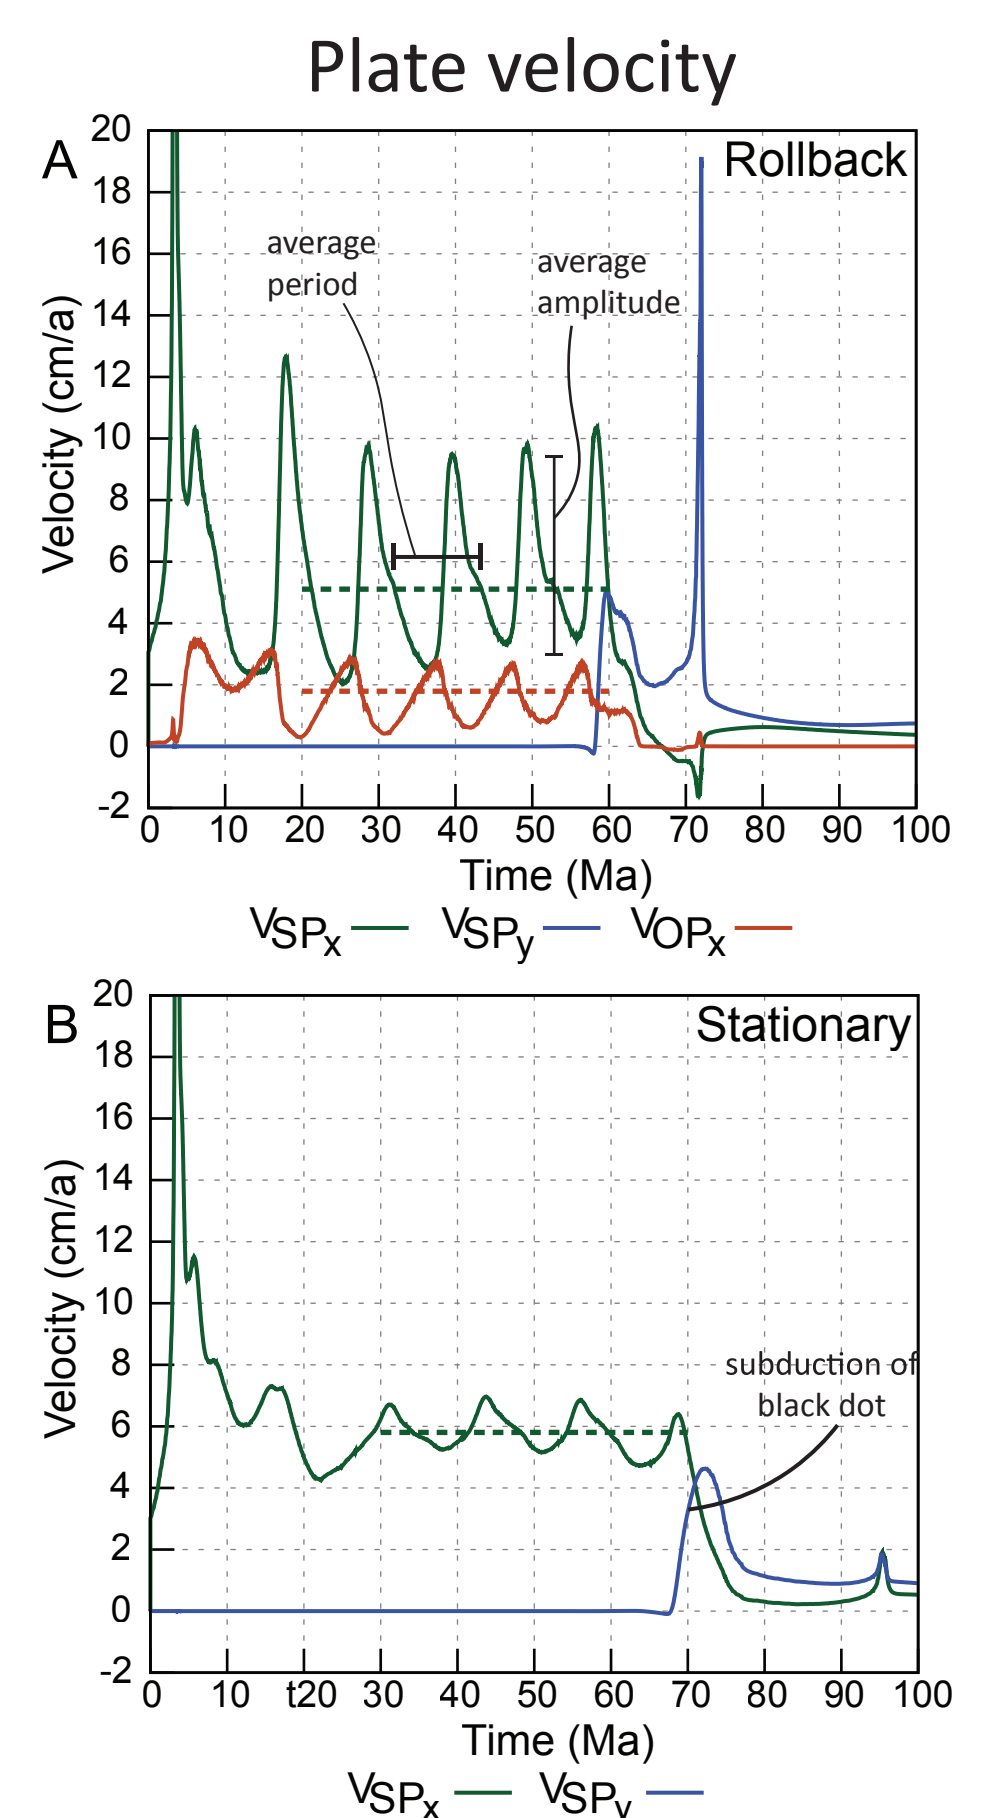 Plate velocity
A
Rollback
Velocity (cm/a)
20
18
16
14
12
10
8
6
4
2
0
-2
average
period
average
amplitude
0 10 20 30 40 50 60 70 80 90 100
Time (Ma)
VSPx VSPy VOPx
B
Stationary
Velocity (cm/a)
20
18
16
14
12
10
8
6
4
2
0
-2
subduction of
black dot
0 10 t20 30 40 50 60 70 80 90 100
Time (Ma)
VSPx VSPy